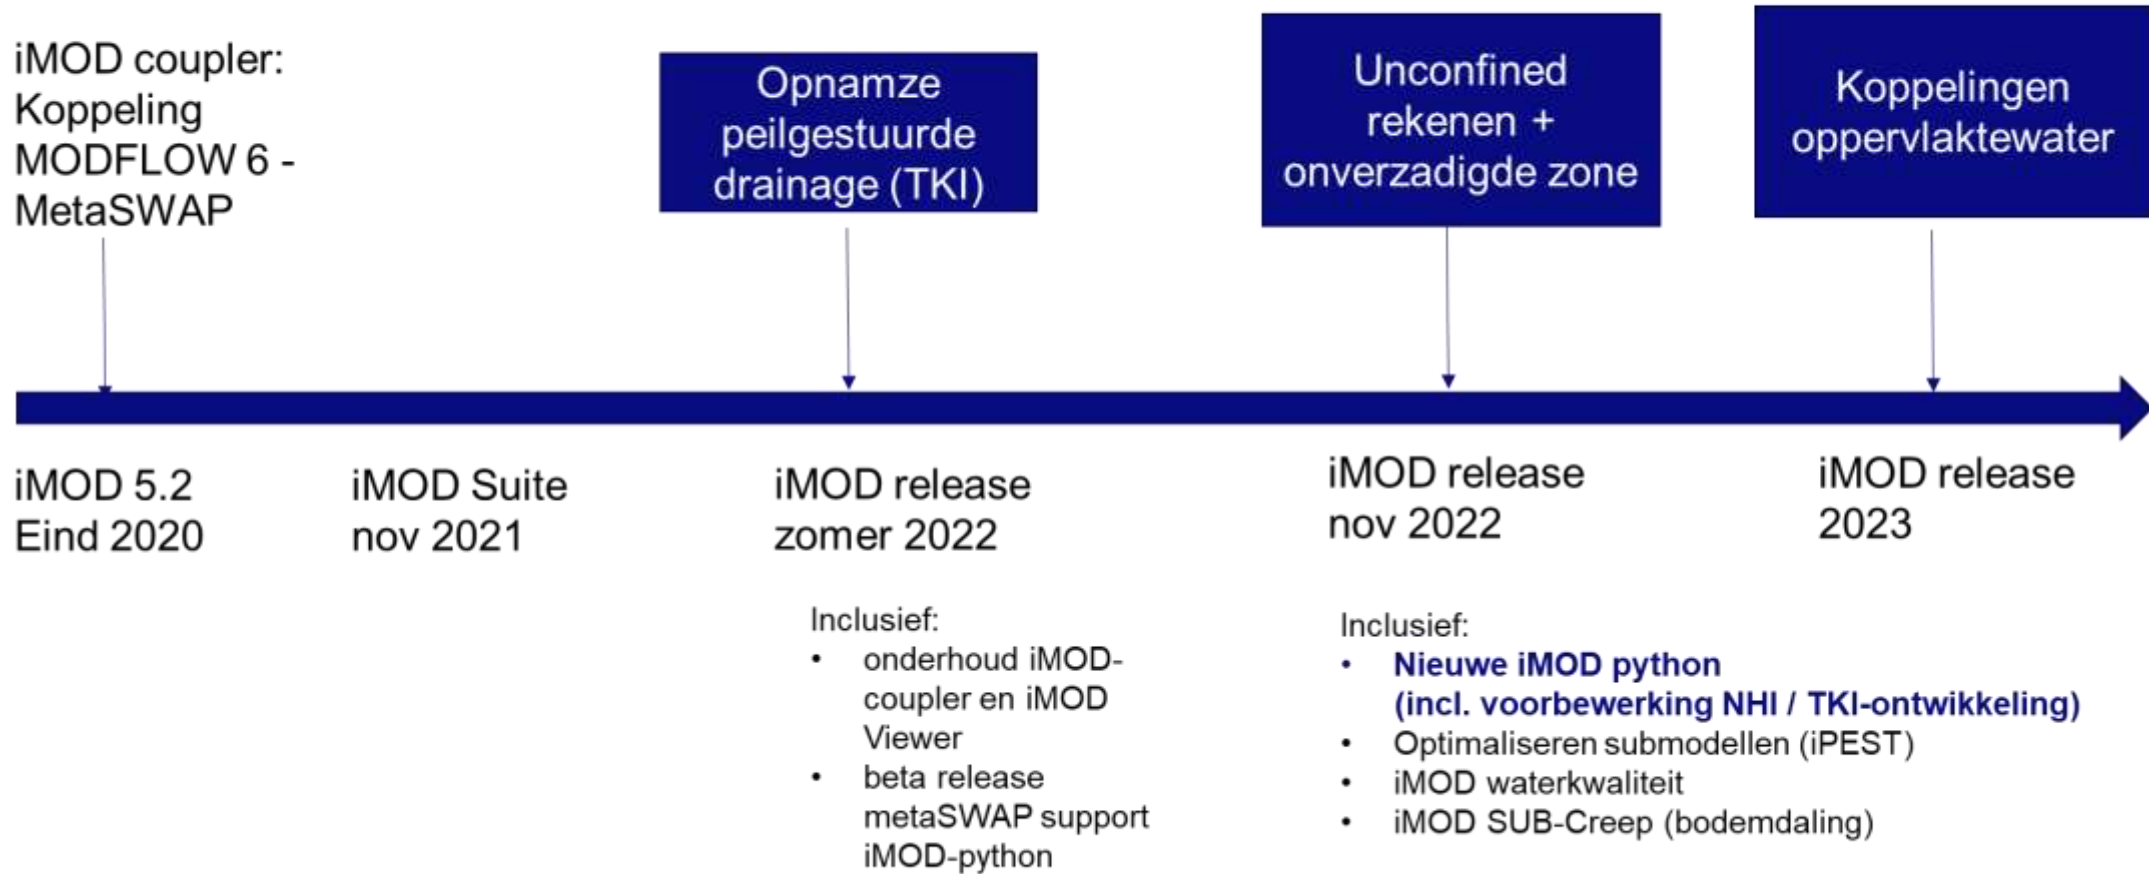 iMOD coupler:
Koppeling
MODFLOW 6 -
MetaSWAP
Opnamze
peilgestuurde
drainage (TKI)
Unconfined
rekenen +
onverzadigde zone
Koppelingen
oppervlaktewater
iMOD 5.2
Eind 2020
iMOD Suite
nov 2021
iMOD release
zomer 2022
iMOD release
nov 2022
iMOD release
2023
Inclusief:
• onderhoud iMOD-
coupler en iMOD
Viewer
• beta release
metaSWAP support
iMOD-python
Inclusief:
• Nieuwe iMOD python
(incl. voorbewerking NHI / TKI-ontwikkeling)
• Optimaliseren submodellen (iPEST)
• iMOD waterkwaliteit
• iMOD SUB-Creep (bodemdaling)